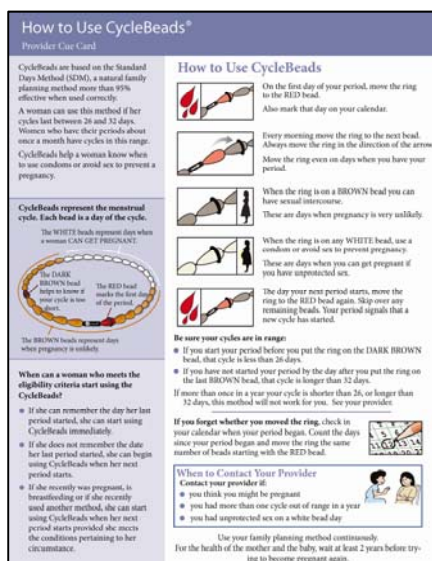 How to Use CycleBeads®
Provider Cue Card
CycleBeads are based on the Standard
Days Method (SDM), a natural family
planning method more than 95%
effective when used correctly.
A woman can use this method if her
cycles last between 26 and 32 days.
Women who have their periods about
once a month have cycles in this range.
CycleBeads help a woman know when
to use condoms or avoid sex to prevent a
pregnancy.
CycleBeads represent the menstrual
cycle. Each bead is a day of the cycle.
The WHITE beads represent days when
a woman CAN GET PREGNANT.
The DARK
BROWN bead
helps to know if
your cycle is too
short.
The RED bead
marks the first day
of the period.
The BROWN beads represent days
when pregnancy is unlikely.
When can a woman who meets the
eligibility criteria start using the
CycleBeads?
If she can remember the day her last
period started, she can start using
CycleBeads immediately.
If she does not remember the date
her last period started, she can begin
using CycleBeads when her next
period starts.
If she recently was pregnant, is
breastfeeding or if she recently
used another method, she can start
using CycleBeads when her next
period starts provided she meets
the conditions pertaining to her
circumstance.
How to Use CycleBeads
On the first day of your period, move the ring
to the RED bead.
Also mark that day on your calendar.
Every morning move the ring to the next bead.
Always move the ring in the direction of the arrow.
Move the ring even on days when you have your
period.
When the ring is on a BROWN bead you can
have sexual intercourse.
These are days when pregnancy is very unlikely.
When the ring is on any WHITE bead, use a
condom or avoid sex to prevent pregnancy.
These are days when you can get pregnant if
you have unprotected sex.
The day your next period starts, move the
ring to the RED bead again. Skip over any
remaining beads. Your period signals that a
new cycle has started.
Be sure your cycles are in range:
If you start your period before you put the ring on the DARK BROWN
bead, that cycle is less than 26-days.
If you have not started your period by the day after you put the ring on
the last BROWN bead, that cycle is longer than 32 days.
If more than once in a year your cycle is shorter than 26, or longer than
32 days, this method will not work for you. See your provider.
If you forget whether you moved the ring, check in
your calendar when your period began. Count the days
since your period began and move the ring the same
number of beads starting with the RED bead.
When to Contact Your Provider
Contact your provider if:
you think you might be pregnant
you had more than one cycle out of range in a year
you had unprotected sex on a white bead day
Use your family planning method continuously.
For the health of the mother and the baby, wait at least 2 years before try-
ing to become pregnant again.